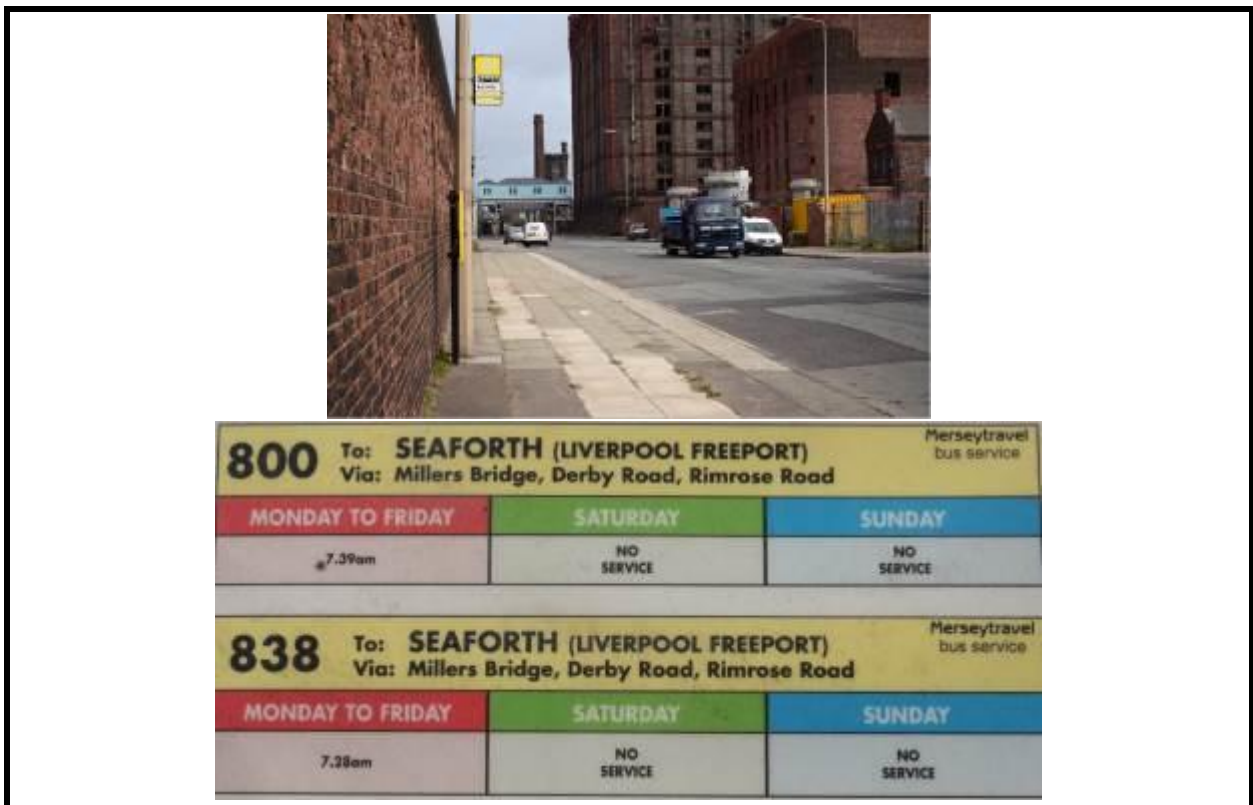 800 To: SEAFORTH (LIVERPOOL FREEPORT) Merseytravel
Via: Millers Bridge, Derby Road, Rimrose Road bus service
MONDAY TO FRIDAY SATURDAY SUNDAY
7.39am NO SERVICE NO SERVICE
838 To: SEAFORTH (LIVERPOOL FREEPORT) Merseytravel
Via: Millers Bridge, Derby Road, Rimrose Road bus service
MONDAY TO FRIDAY SATURDAY SUNDAY
7.28am NO SERVICE NO SERVICE